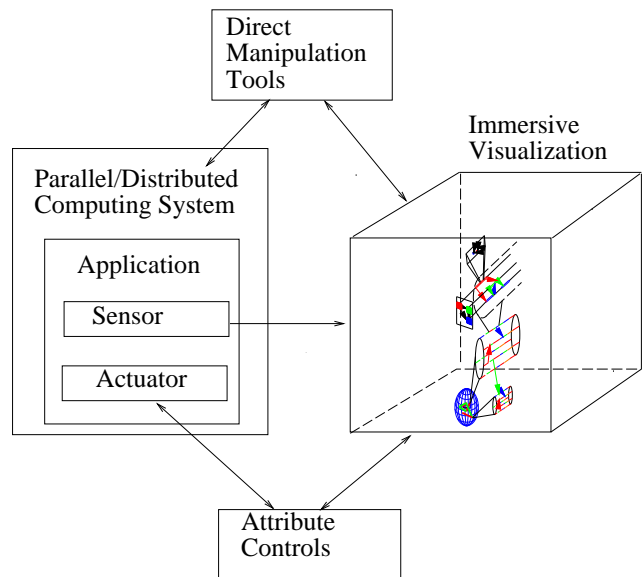 Direct
Manipulation
Tools
Immersive
Visualization
Parallel/Distributed
Computing System
Application
Sensor
Actuator
Attribute
Controls